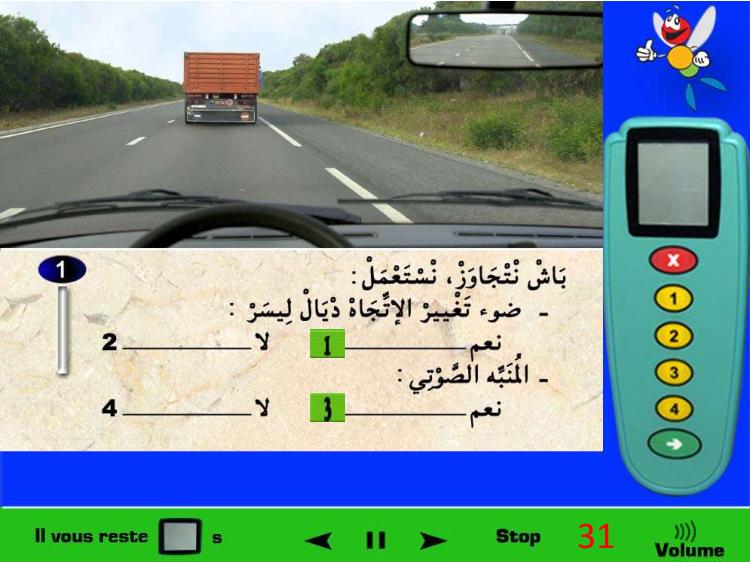 1
بَاشْ نْتْجَاوَزْ، نْسْتَعْمَلْ:
- ضوء تَغْييرْ الإتِّجَاهْ دْيَالْ لِيسَرْ :
نعم 1 لا 2
- المُنَبِّه الصَّوْتِي :
نعم 3 لا 4
X
1
2
3
4
Il vous reste s
Stop
31
Volume